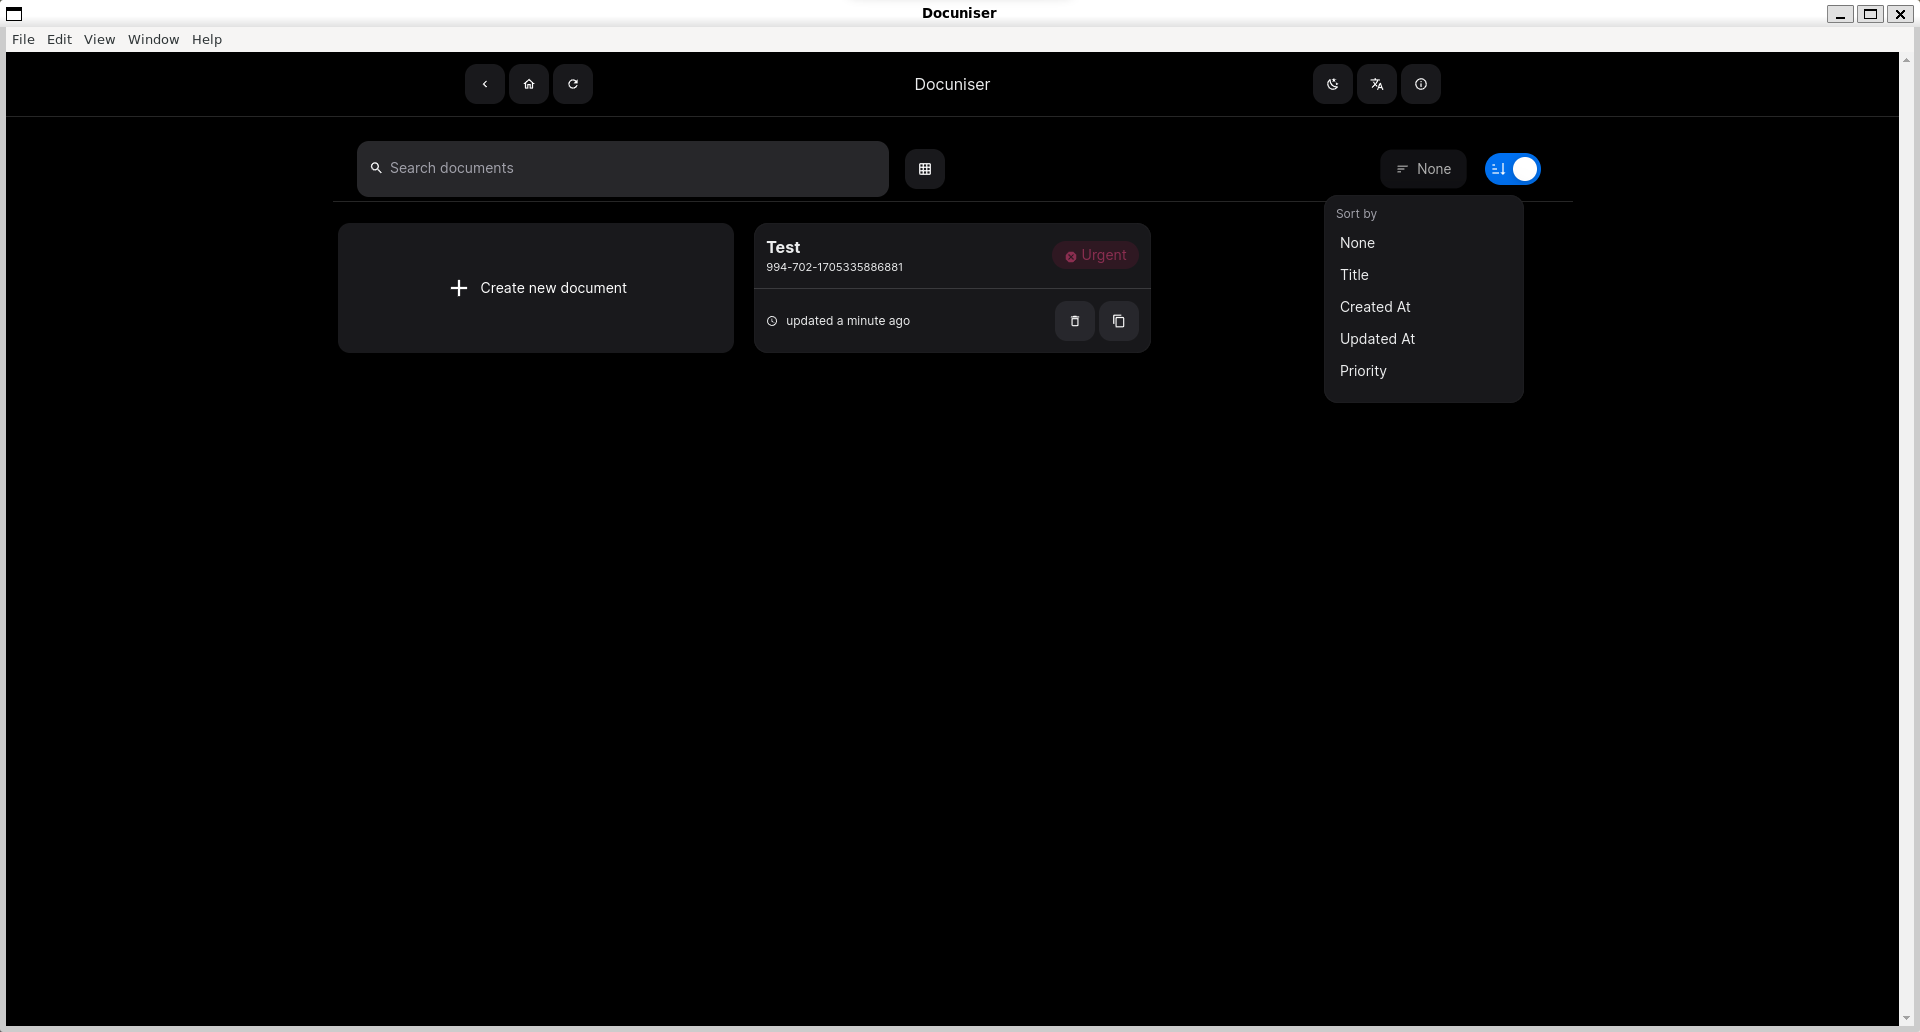 Docuniser
File Edit View Window Help
Docuniser
Search documents
None
Sort by
None
Title
Created At
Updated At
Priority
Create new document
Test
994-702-1705335886881
Urgent
updated a minute ago